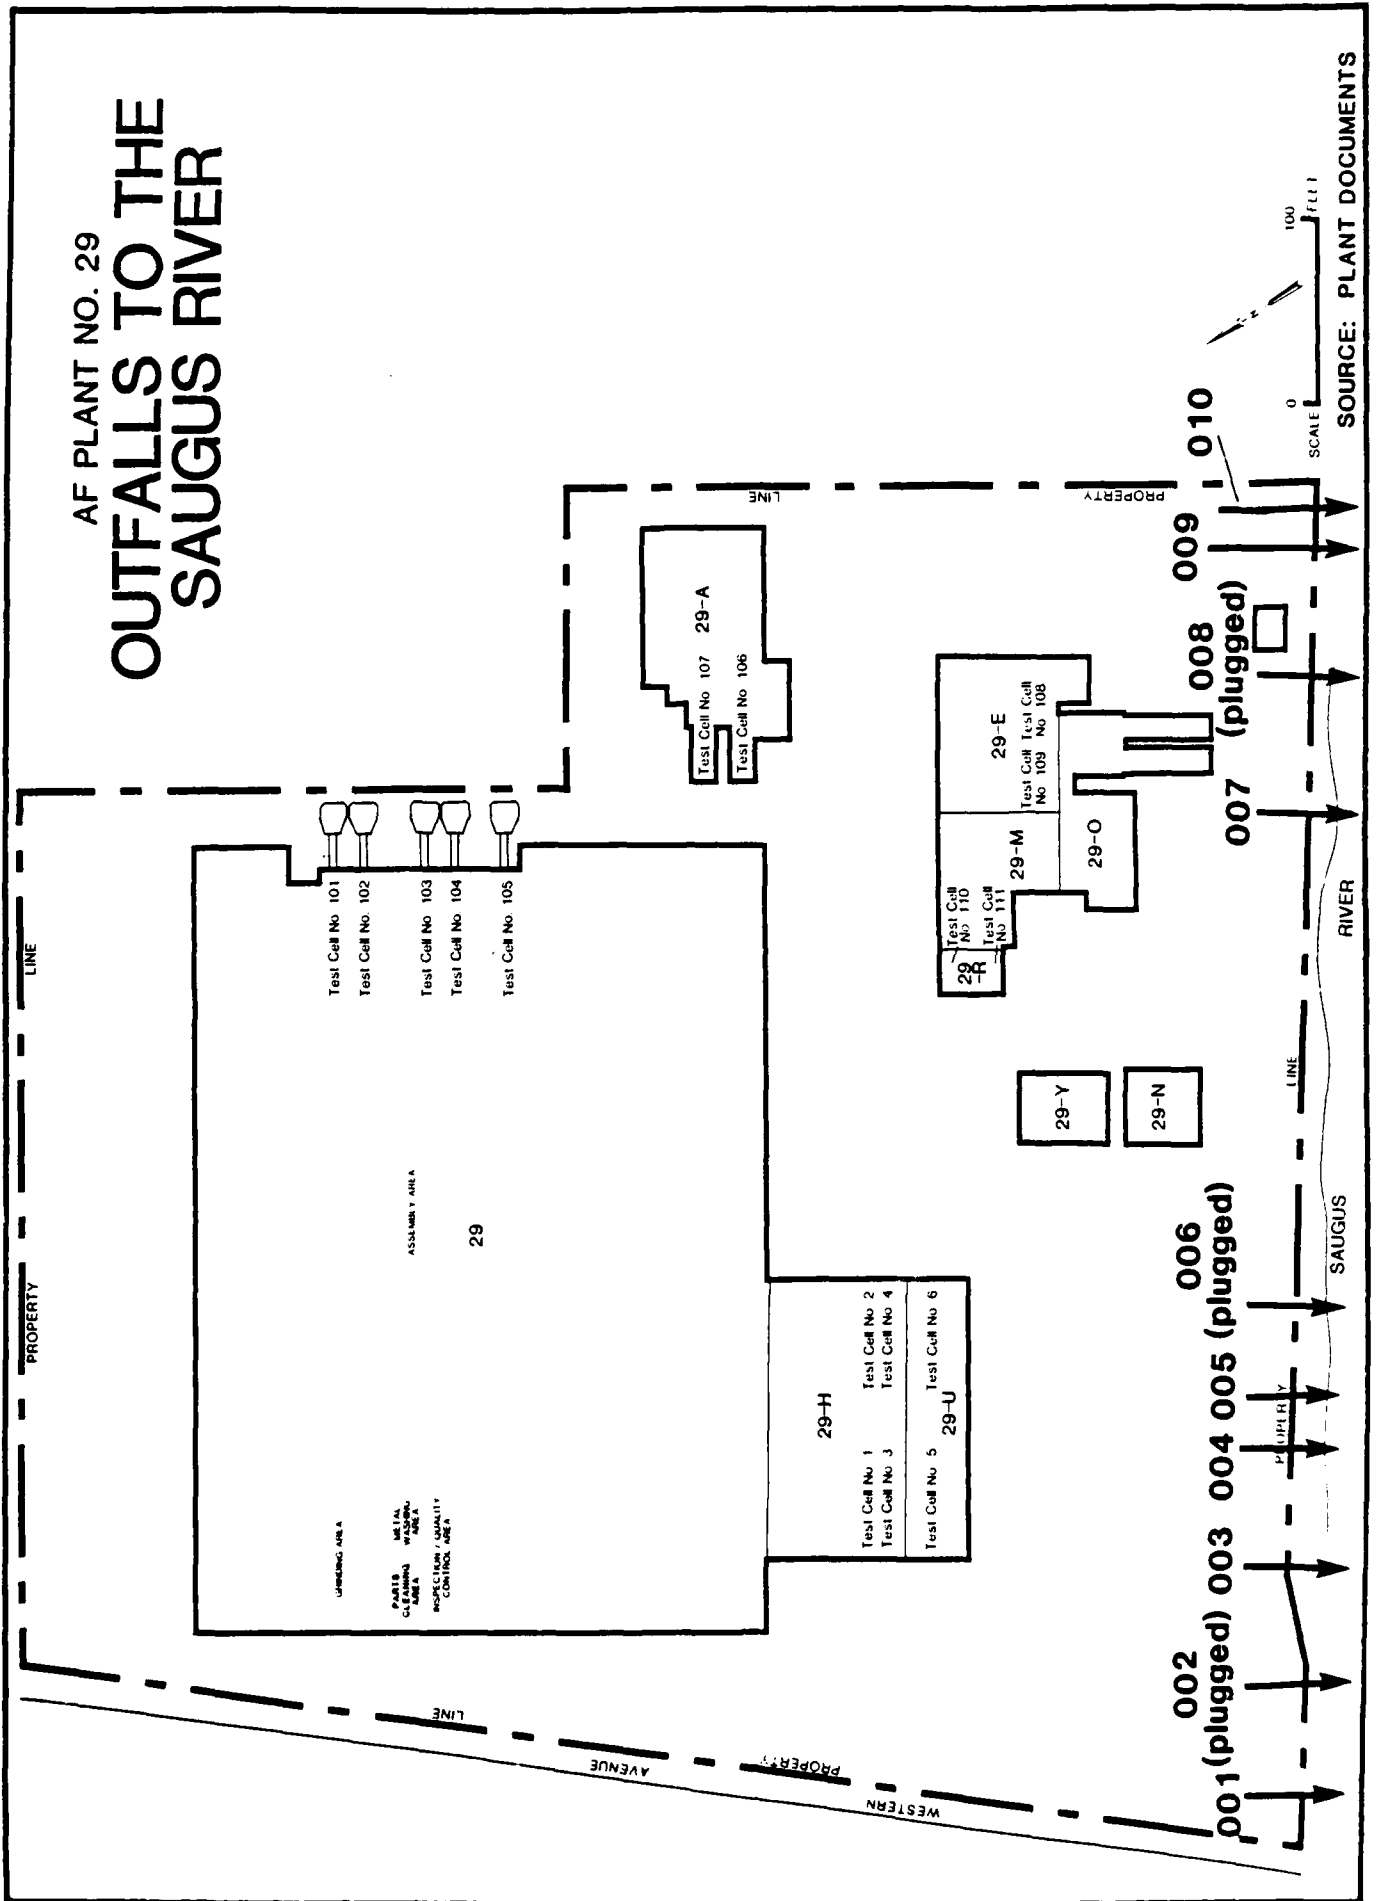 AF PLANT NO. 29
OUTFALLS TO THE
SAUGUS RIVER
PROPERTY
LINE
Test Cell No 101
Test Cell No. 102
Test Cell No 103
Test Cell No 104
Test Cell No. 105
GRINDING AREA
PARTS
CLEANING
AREA
METAL
WASHING
AREA
INSPECTION / QUALITY
CONTROL AREA
ASSEMBLY AREA
29
LINE
AVENUE
PROPERTY
WESTERN
29-H
Test Cell No 1
Test Cell No 2
Test Cell No 3
Test Cell No 4
Test Cell No 5
Test Cell No 6
29-U
29-A
Test Cell No 107
Test Cell No 106
LINE
PROPERTY
29-E
Test Cell
No 109
Test Cell
No 108
29-M
29-O
Test Cell
No 110
Test Cell
No 111
29
-R
29-Y
29-N
001
002
(plugged)
003
004
005
006
(plugged)
007
008
(plugged)
009
010
PROPERTY
LINE
SAUGUS
RIVER
N
SCALE
0
100
FEET
SOURCE: PLANT DOCUMENTS